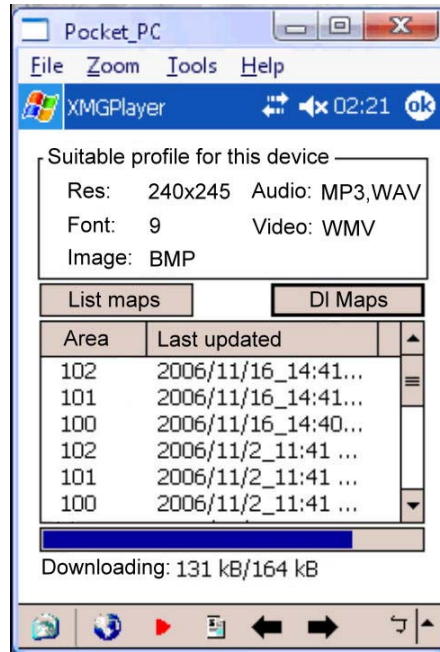 Pocket_PC
File Zoom Tools Help
XMGPlayer 02:21 ok
Suitable profile for this device
Res: 240x245 Audio: MP3,WAV
Font: 9 Video: WMV
Image: BMP
List maps Dl Maps
Area Last updated
102 2006/11/16_14:41...
101 2006/11/16_14:41...
100 2006/11/16_14:40...
102 2006/11/2_11:41 ...
101 2006/11/2_11:41 ...
100 2006/11/2_11:41 ...
Downloading: 131 kB/164 kB